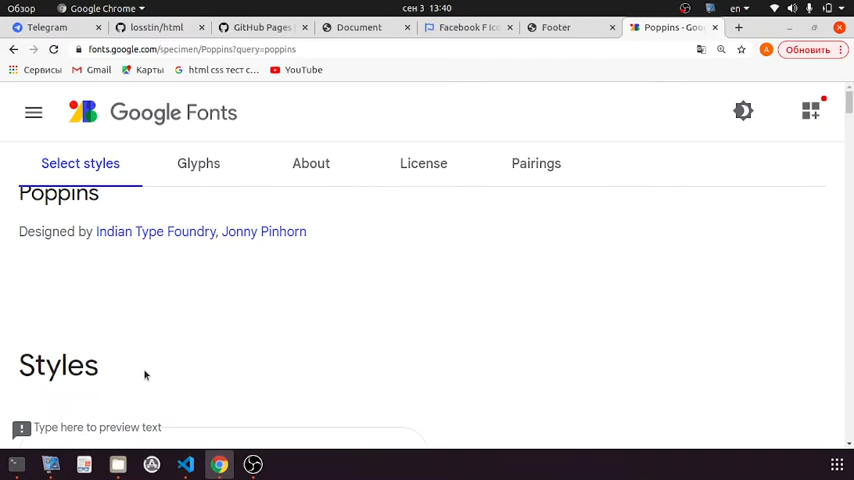 Обзор Google Chrome сен 3 13:40 en
Telegram losstin/html GitHub Pages Document Facebook F Ico Footer Poppins - Goo
fonts.google.com/specimen/Poppins?query=poppins Обновить
Сервисы Gmail Карты html css тест с... YouTube
Google Fonts
Select styles Glyphs About License Pairings
Poppins
Designed by Indian Type Foundry, Jonny Pinhorn
Styles
Type here to preview text